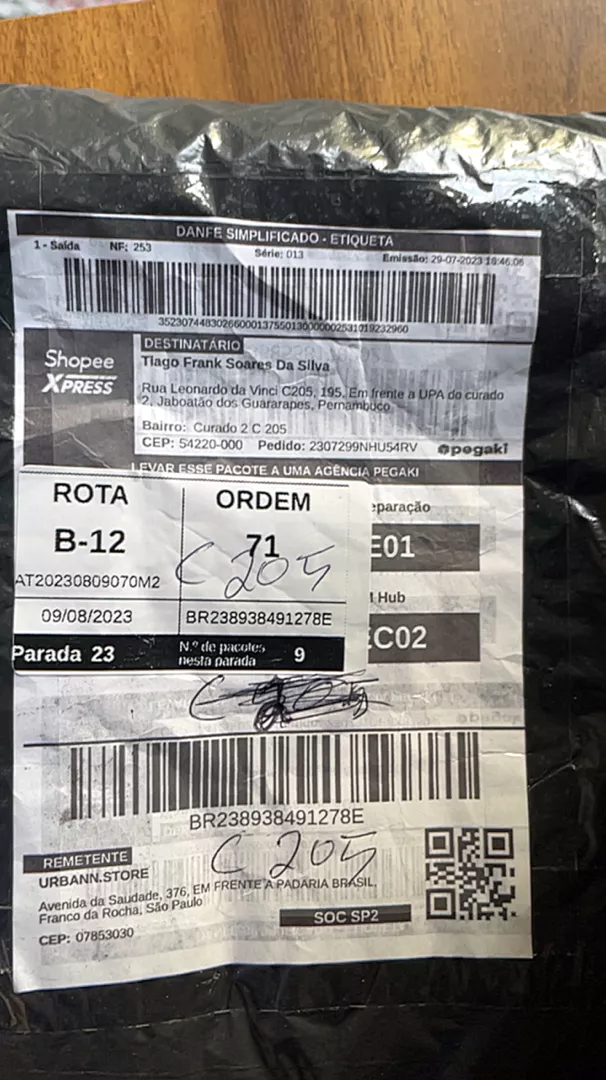 DANFE SIMPLIFICADO - ETIQUETA
1 - Saída NF: 253 Série: 013 Emissão: 29-07-2023 16:46:06
DESTINATÁRIO
Shopee
XPRESS
Tiago Frank Soares Da Silva
Rua Leonardo da Vinci C205, 195, Em frente a UPA do curado
2, Jaboatão dos Guararapes, Pernambuco
Bairro: Curado 2 C 205
CEP: 54220-000 Pedido: 2307299NHU54RV pegaki
LEVAR ESSE PACOTE A UMA AGÊNCIA PEGAKI
ROTA ORDEM
B-12 71
C 205
AT20230809070M2
09/08/2023 BR238938491278E
Parada 23 N.º de pacotes
nesta parada 9
eparação
E01
Hub
C02
BR238938491278E
C 205
REMETENTE
URBANN.STORE
Avenida da Saudade, 376, EM FRENTE A PADARIA BRASIL,
Franco da Rocha, São Paulo
SOC SP2
CEP: 07853030